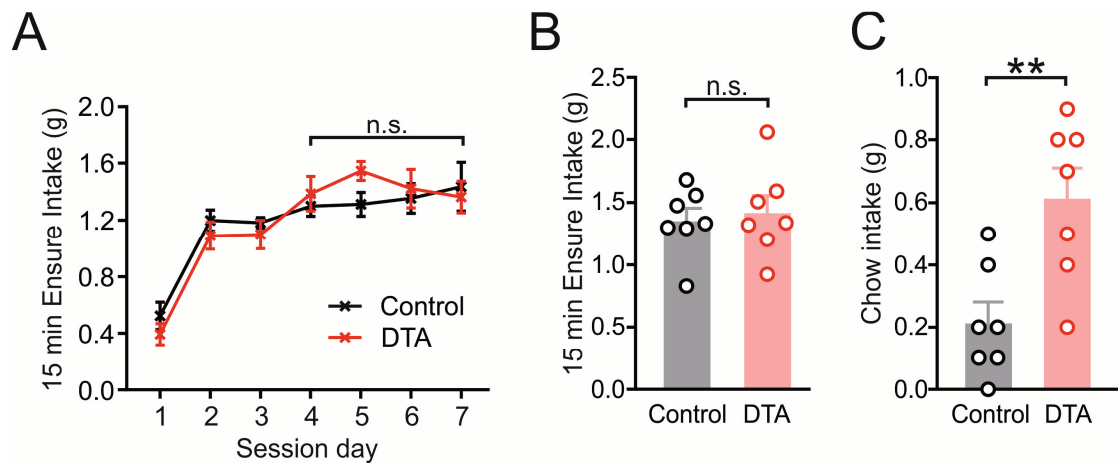 A
15 min Ensure Intake (g)
2.0
1.6
1.2
0.8
0.4
0.0
n.s.
Control
DTA
1 2 3 4 5 6 7
Session day
B
15 min Ensure Intake (g)
2.5
2.0
1.5
1.0
0.5
0.0
n.s.
Control DTA
C
Chow intake (g)
1.0
0.8
0.6
0.4
0.2
0.0
**
Control DTA